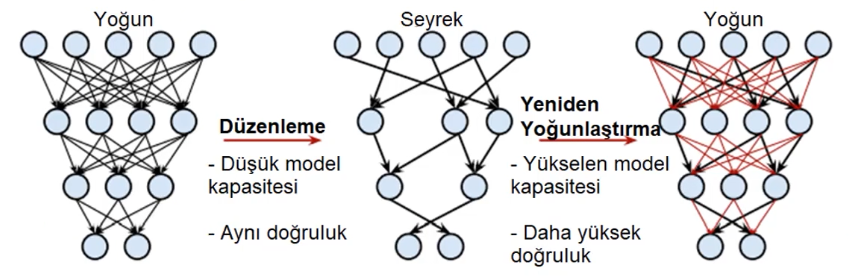 Yoğun
Seyrek
Yoğun
Düzenleme
- Düşük model
kapasitesi
- Aynı doğruluk
Yeniden
Yoğunlaştırma
- Yükselen model
kapasitesi
- Daha yüksek
doğruluk